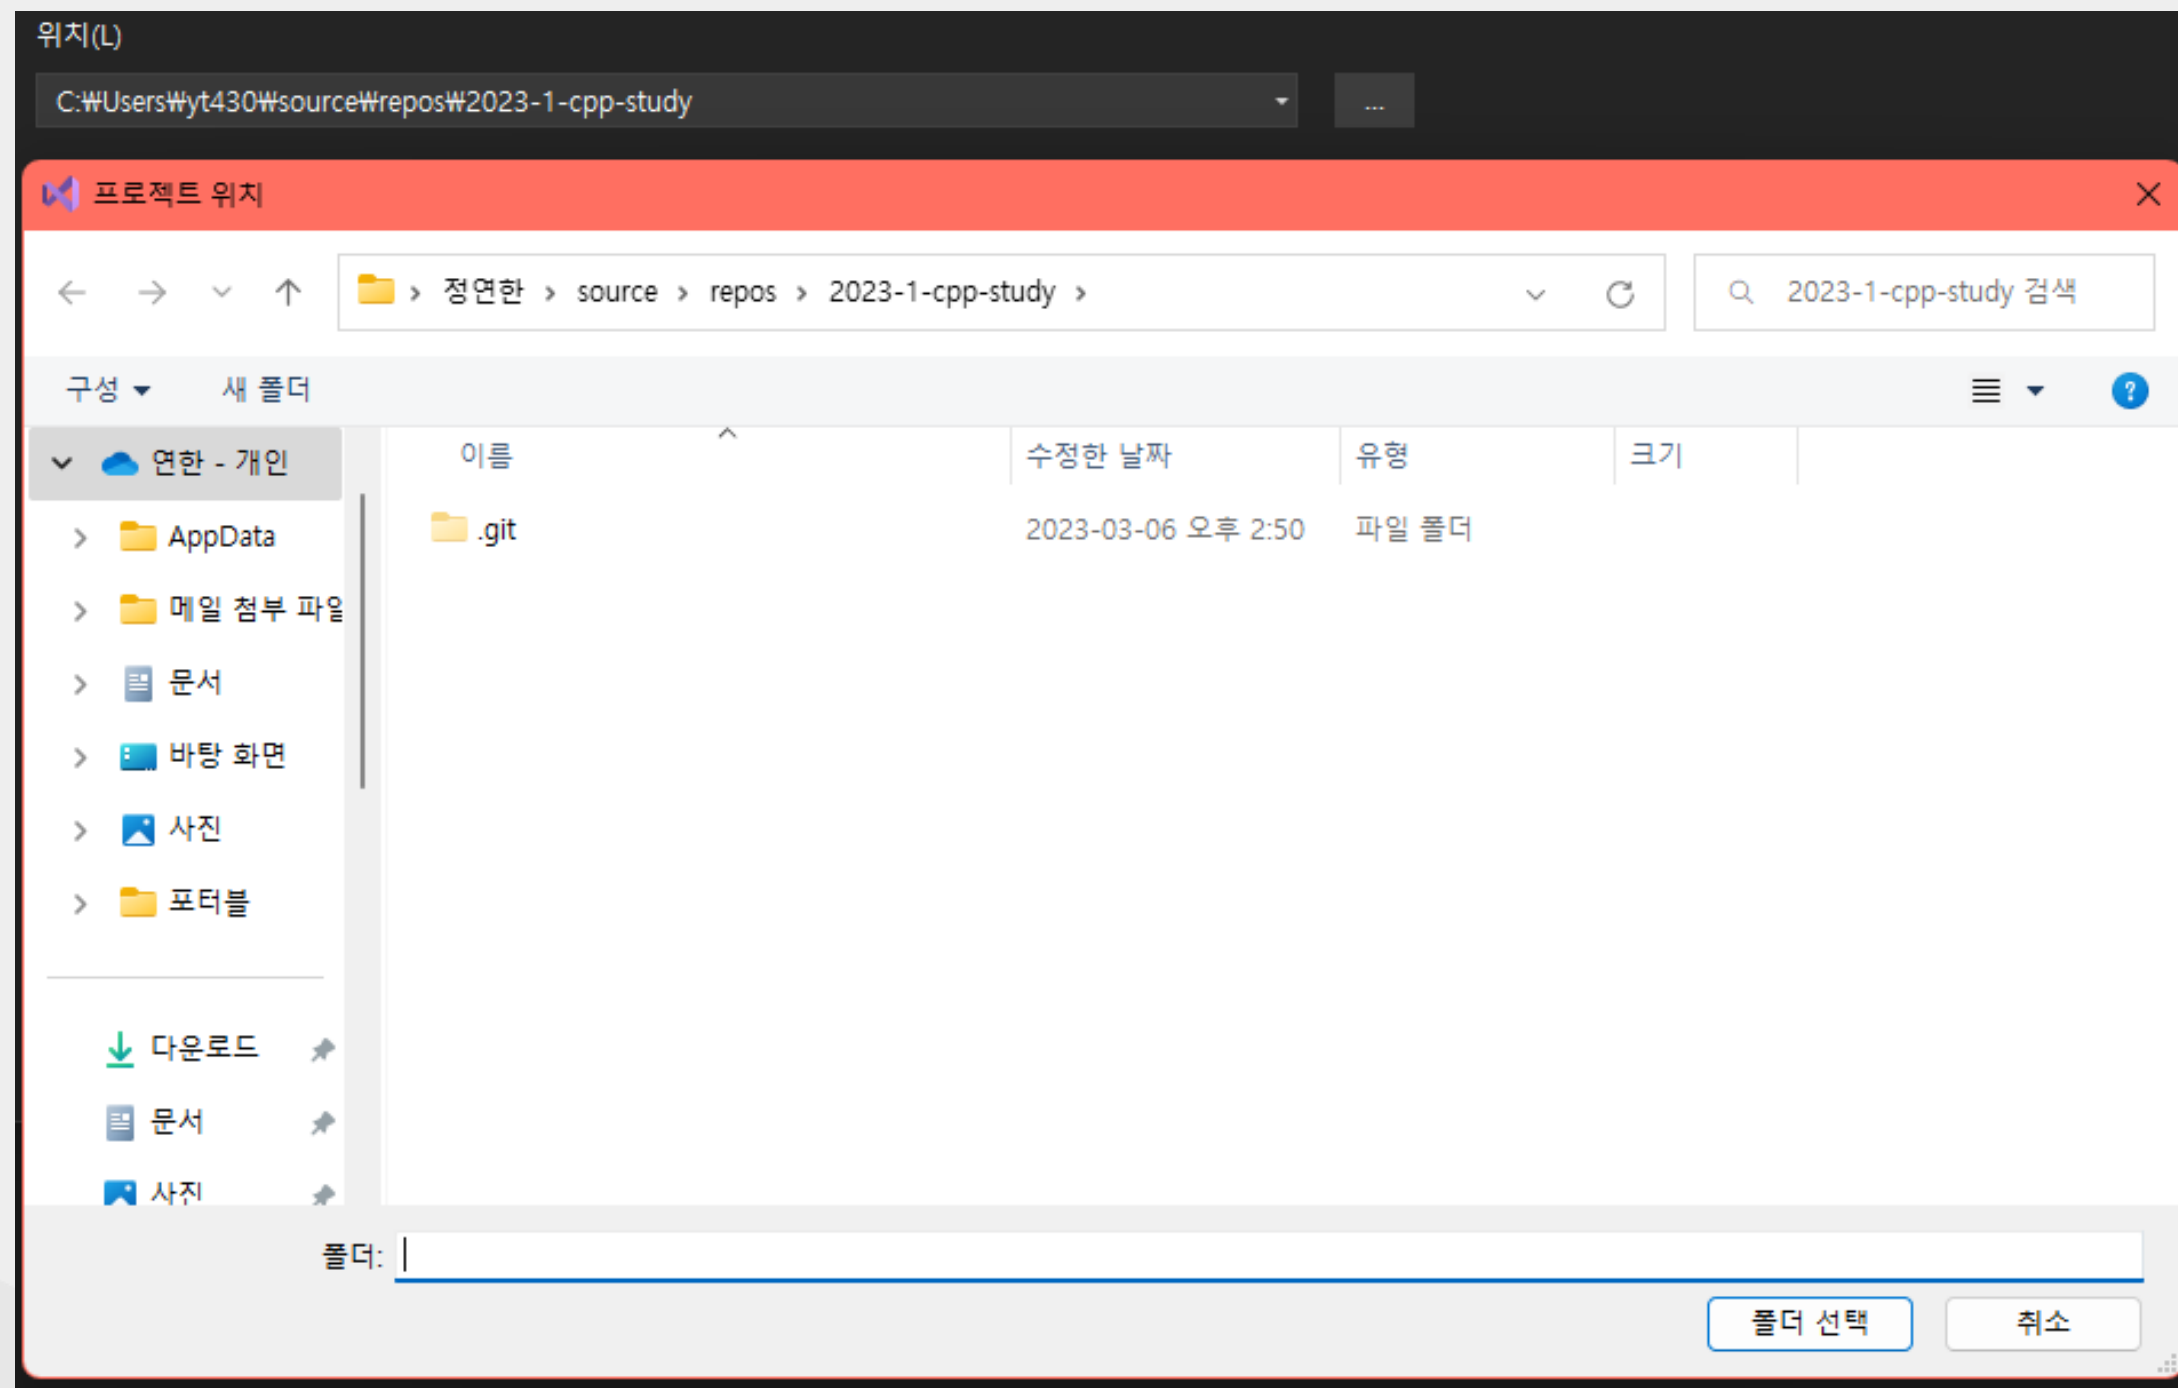 위치(L)
C:₩Users₩yt430₩source₩repos₩2023-1-cpp-study
...
프로젝트 위치
정연한 > source > repos > 2023-1-cpp-study >
2023-1-cpp-study 검색
구성 새 폴더
?
연한 - 개인
이름 수정한 날짜 유형 크기
AppData
.git 2023-03-06 오후 2:50 파일 폴더
메일 첨부 파일
문서
바탕 화면
사진
포터블
다운로드
문서
사진
폴더:
폴더 선택 취소